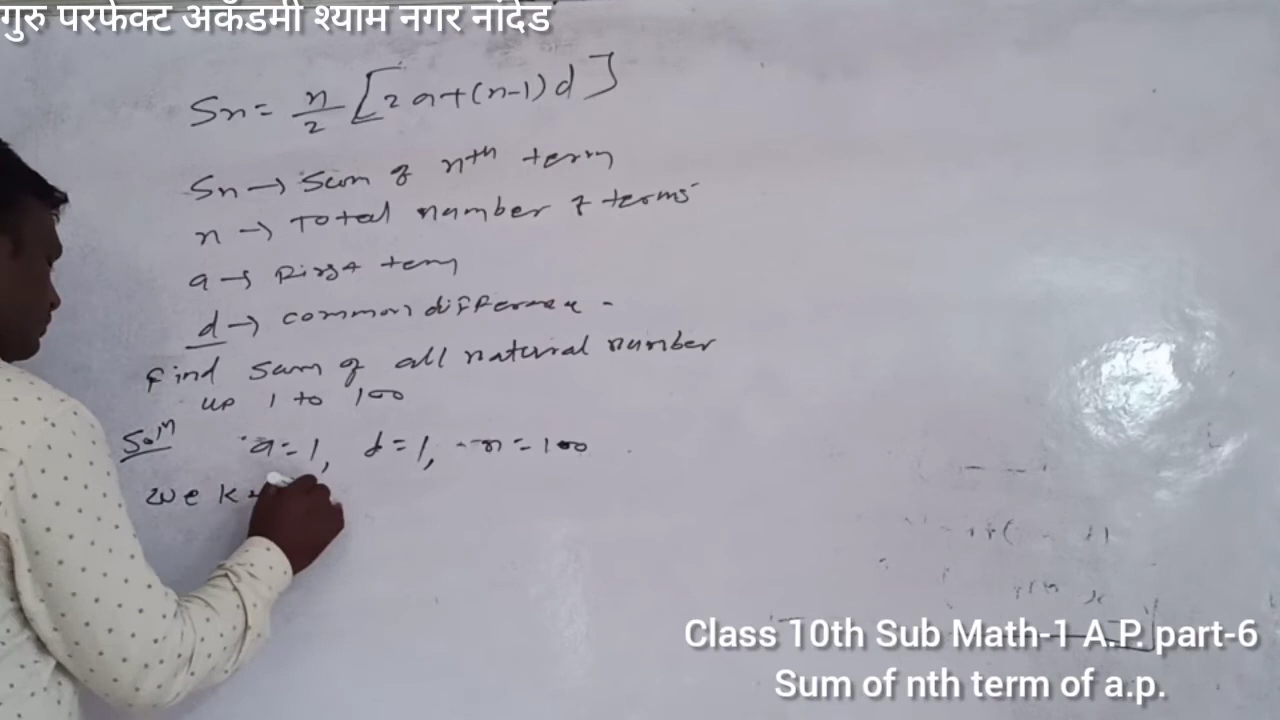 गुरु परफेक्ट अकॅडमी श्याम नगर नांदेड
Sn = n/2 [2a+(n-1)d]
Sn → Sum of nth term
n → Total number of terms
a → First term
d → common difference
find sum of all natural number
up 1 to 100
Soln a=1, d=1, n=100
we k
Class 10th Sub Math-1 A.P. part-6
Sum of nth term of a.p.